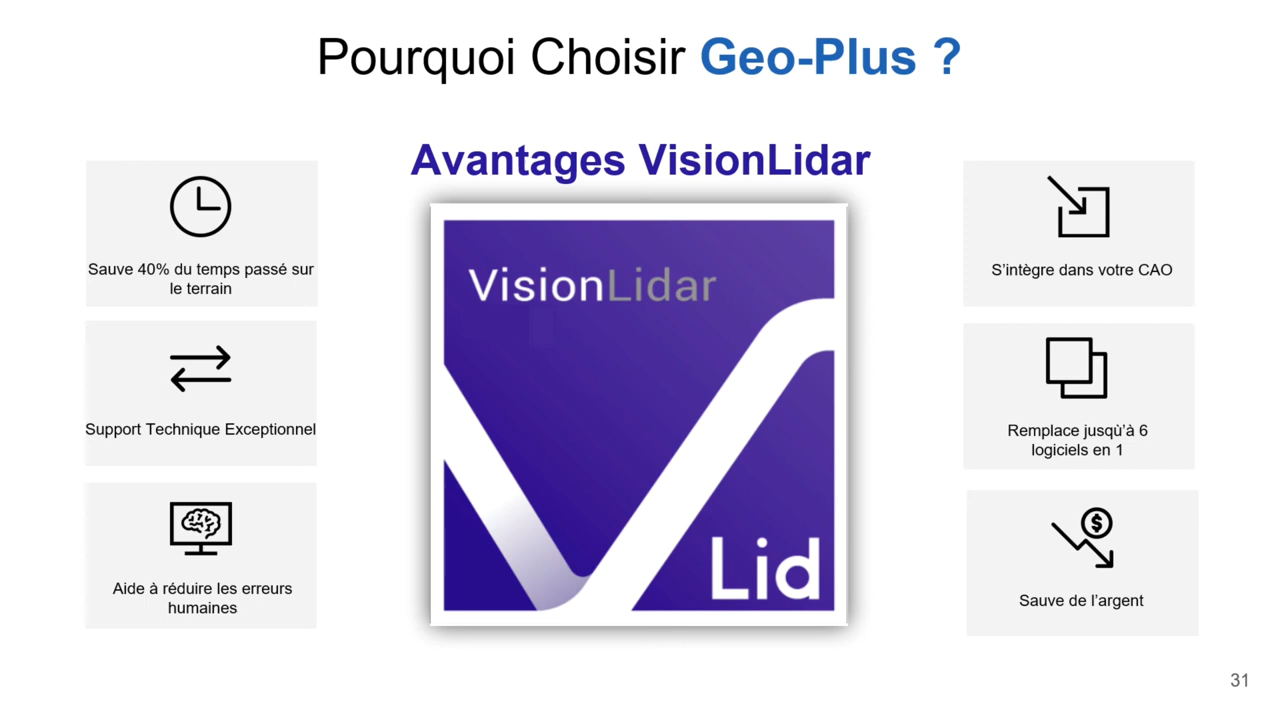 Pourquoi Choisir Geo-Plus ?
Avantages VisionLidar
Sauve 40% du temps passé sur
le terrain
Support Technique Exceptionnel
Aide à réduire les erreurs
humaines
VisionLidar
Lid
S'intègre dans votre CAO
Remplace jusqù'à 6
logiciels en 1
$
Sauve de l'argent
31